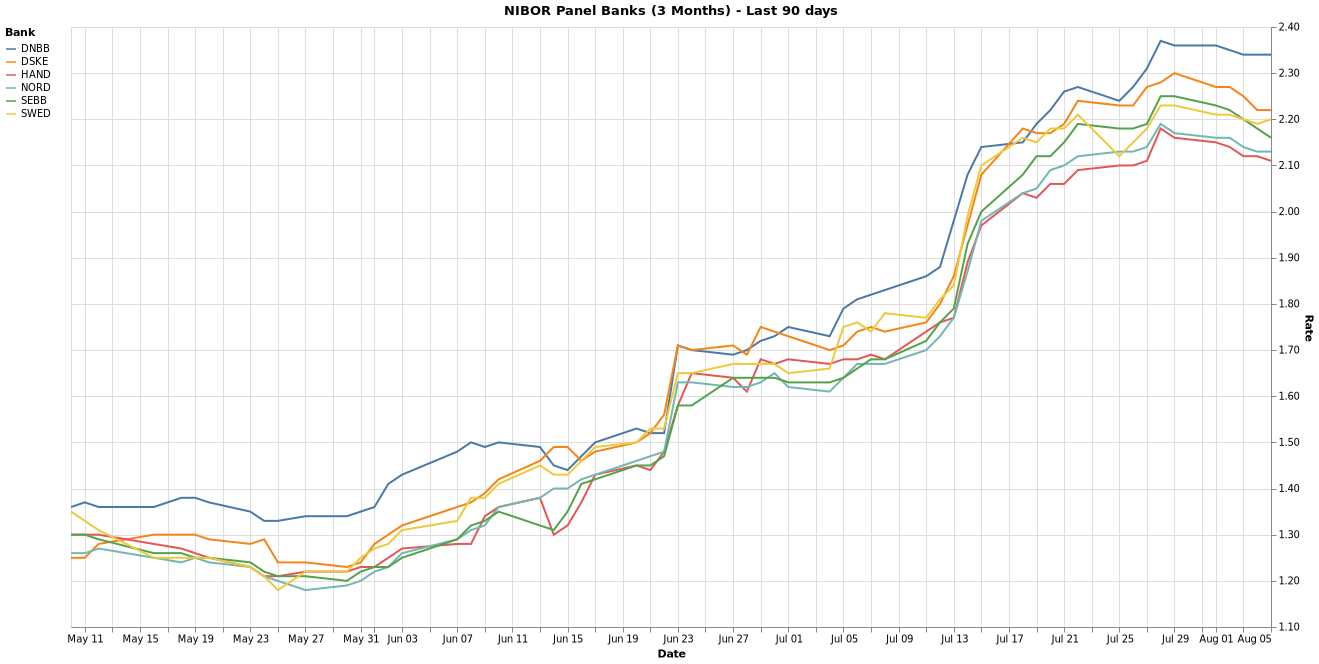 NIBOR Panel Banks (3 Months) - Last 90 days
Bank
DNBB
DSKE
HAND
NORD
SEBB
SWED
2.40
2.30
2.20
2.10
2.00
1.90
1.80
1.70
1.60
1.50
1.40
1.30
1.20
1.10
Rate
May 11 May 15 May 19 May 23 May 27 May 31 Jun 03 Jun 07 Jun 11 Jun 15 Jun 19 Jun 23 Jun 27 Jul 01 Jul 05 Jul 09 Jul 13 Jul 17 Jul 21 Jul 25 Jul 29 Aug 01 Aug 05
Date